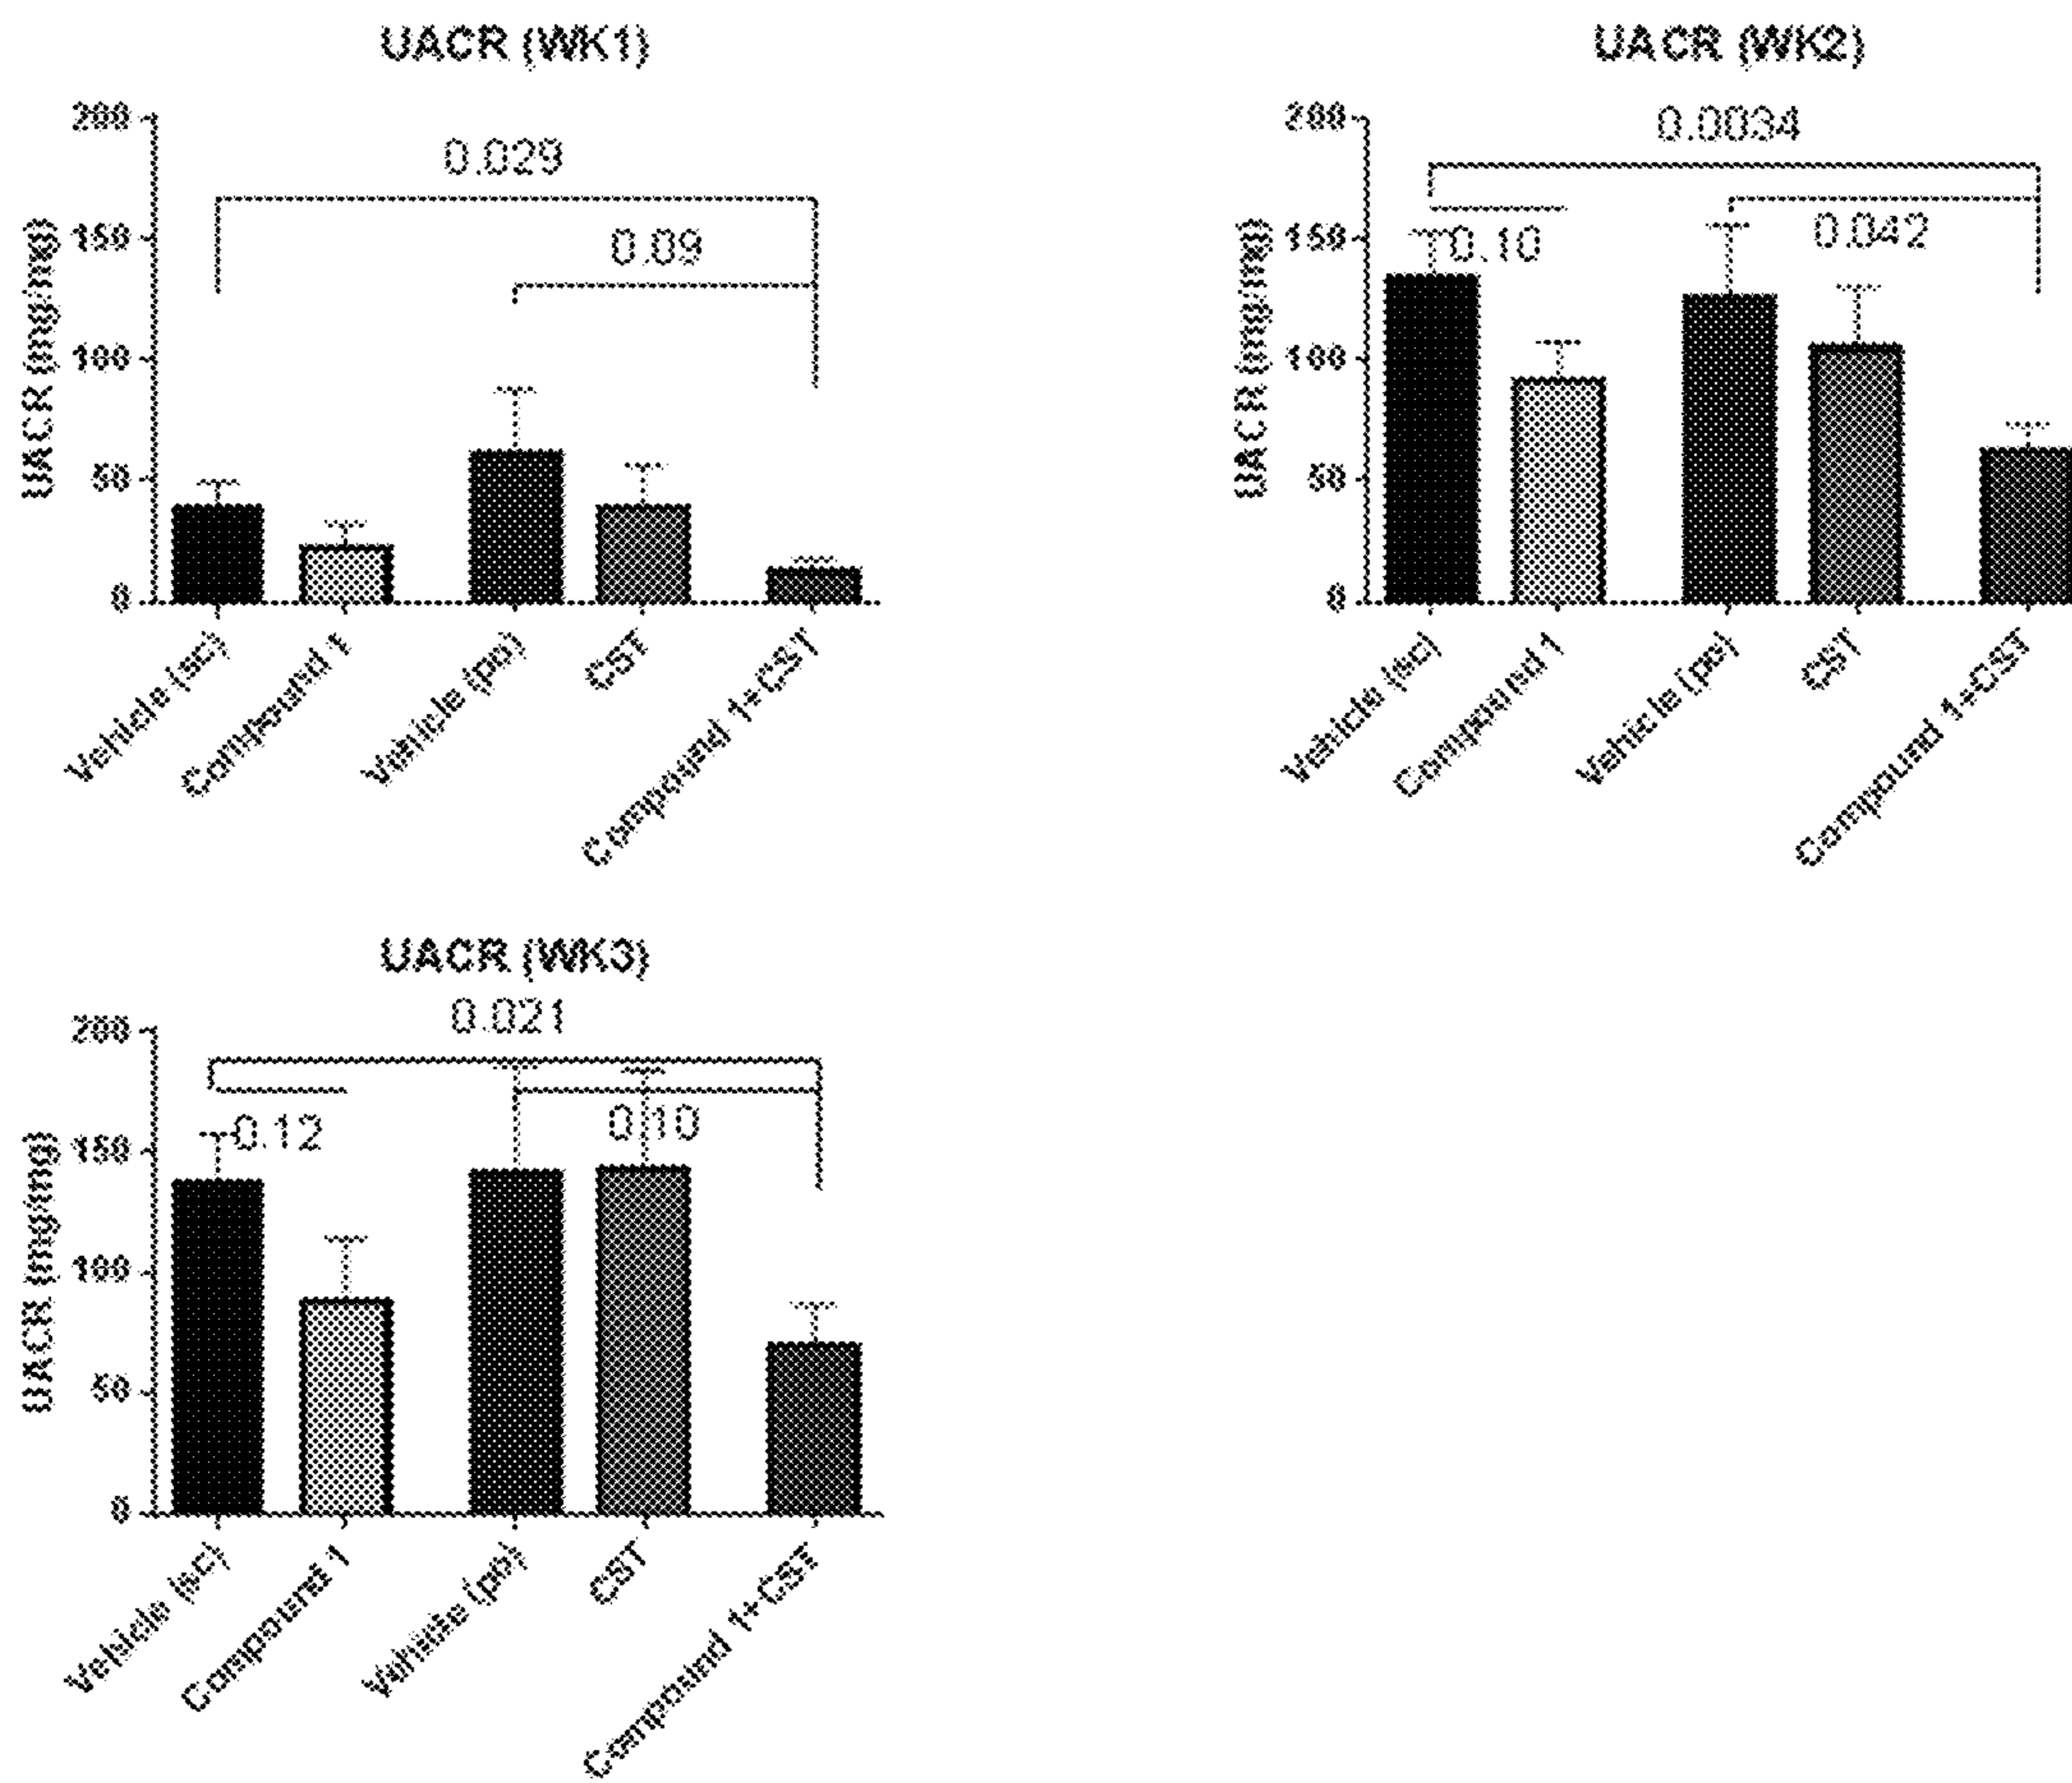 UACR (WK1)
UACR (mg/mg)
200
150
100
50
0
0.029
0.09
Vehicle (sc)
Compound 1
Vehicle (po)
CST
Compound 1+CST
UACR (WK2)
UACR (mg/mg)
200
150
100
50
0
0.0034
0.10
0.042
Vehicle (sc)
Compound 1
Vehicle (po)
CST
Compound 1+CST
UACR (WK3)
UACR (mg/mg)
200
150
100
50
0
0.021
0.12
0.10
Vehicle (sc)
Compound 1
Vehicle (po)
CST
Compound 1+CST